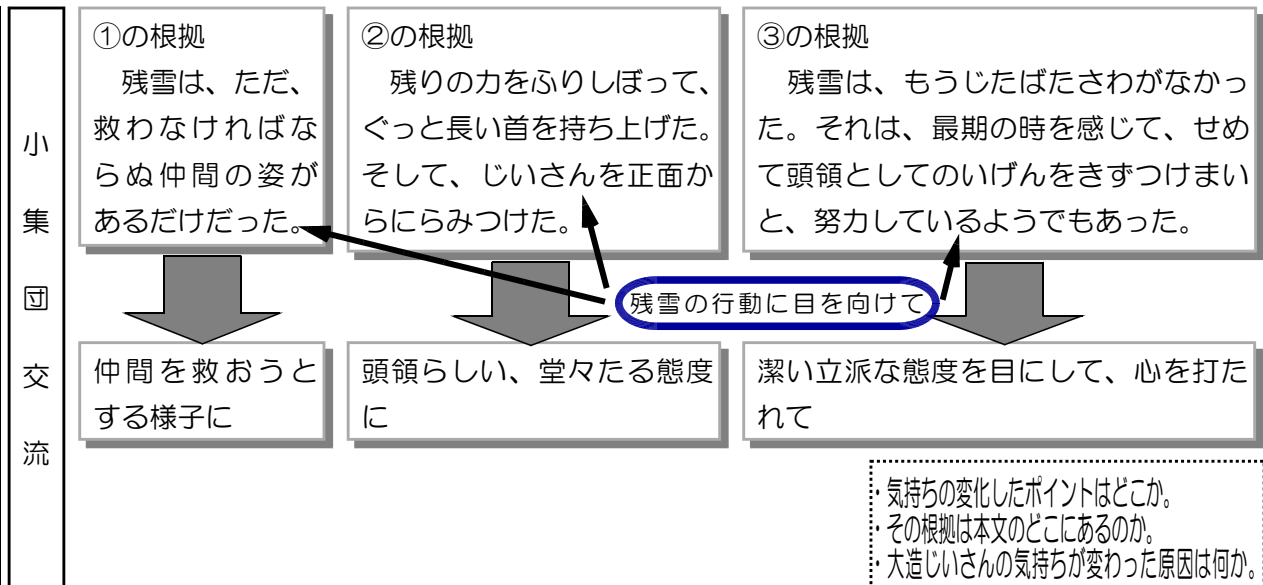 小集団交流
①の根拠
残雪は、ただ、
救わなければな
らぬ仲間の姿が
あるだけだった。
②の根拠
残りの力をふりしぼって、
ぐっと長い首を持ち上げた。
そして、じいさんを正面か
らにらみつけた。
③の根拠
残雪は、もうじたばたさわがなかっ
た。それは、最期の時を感じて、せめ
て頭領としてのいげんをきずつけまい
と、努力しているようでもあった。
残雪の行動に目を向けて
仲間を救おうと
する様子に
頭領らしい、堂々たる態度
に
潔い立派な態度を目にして、心を打た
れて
・気持ちの変化したポイントはどこか。
・その根拠は本文のどこにあるのか。
・大造じいさんの気持ちが変わった原因は何か。